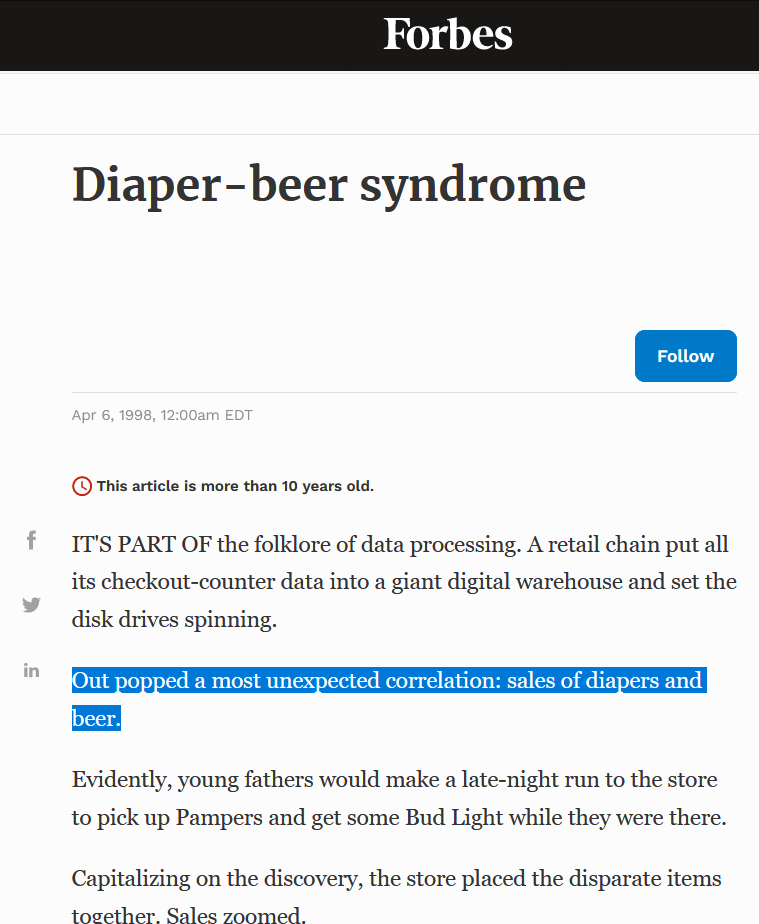 Forbes
Diaper-beer syndrome
Follow
Apr 6, 1998, 12:00am EDT
This article is more than 10 years old.
IT'S PART OF the folklore of data processing. A retail chain put all
its checkout-counter data into a giant digital warehouse and set the
disk drives spinning.
Out popped a most unexpected correlation: sales of diapers and
beer.
Evidently, young fathers would make a late-night run to the store
to pick up Pampers and get some Bud Light while they were there.
Capitalizing on the discovery, the store placed the disparate items
together. Sales zoomed.